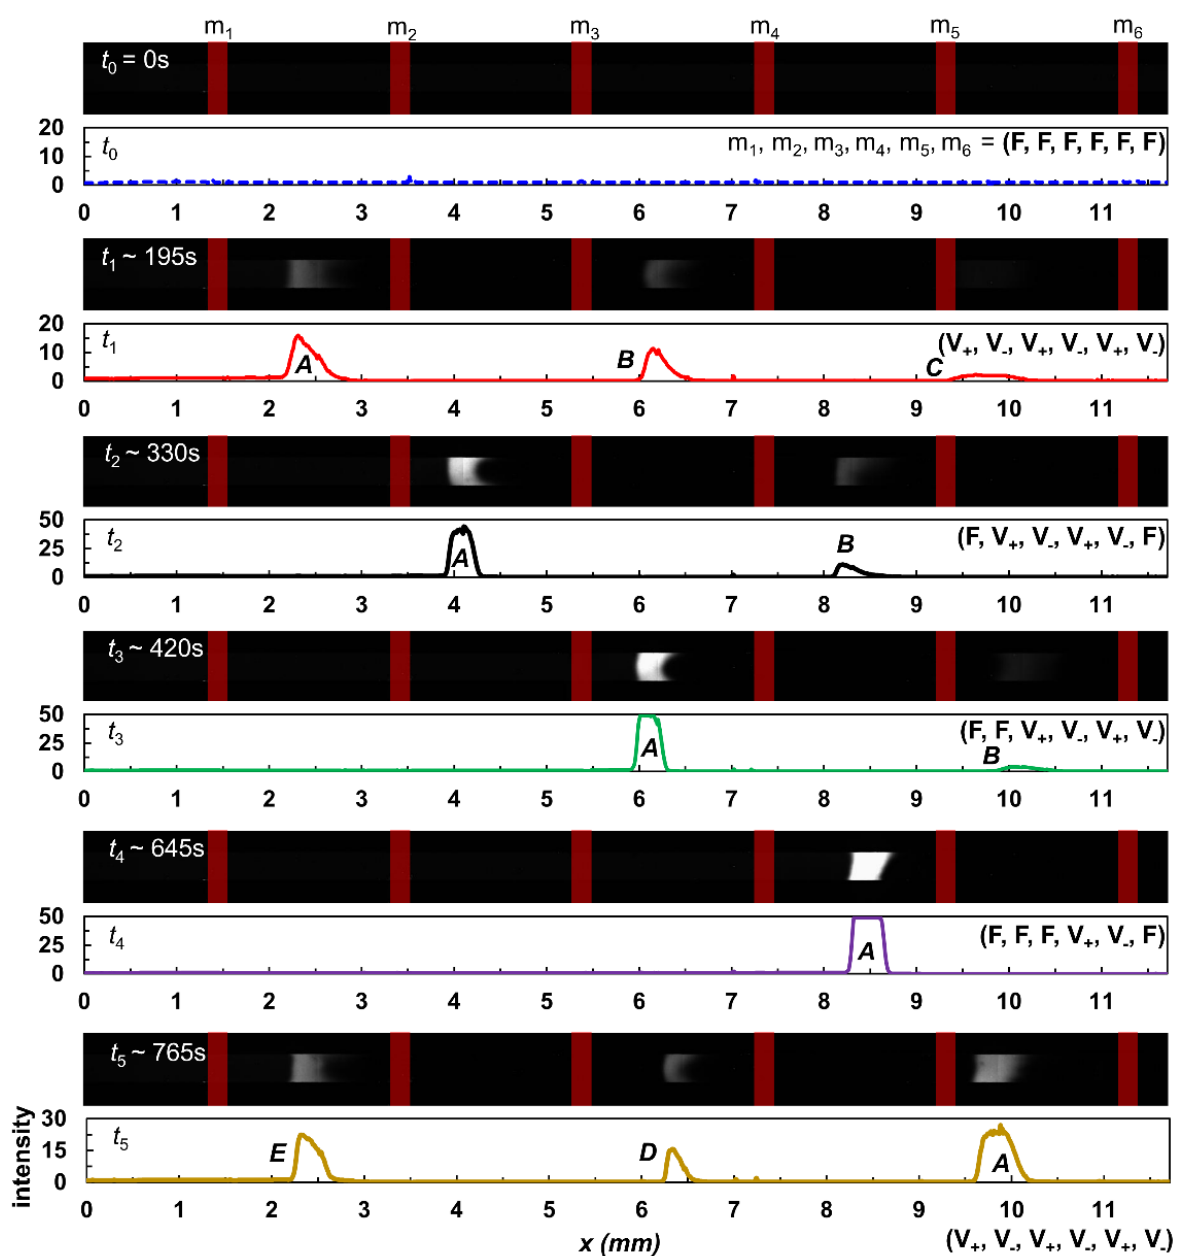 m₁ m₂ m₃ m₄ m₅ m₆
t₀ = 0s
20
10
0
t₀
m₁, m₂, m₃, m₄, m₅, m₆ = (F, F, F, F, F, F)
0 1 2 3 4 5 6 7 8 9 10 11
t₁ ~ 195s
20
10
0
t₁
A
B
C
(V₊, V₋, V₊, V₋, V₊, V₋)
0 1 2 3 4 5 6 7 8 9 10 11
t₂ ~ 330s
50
25
0
t₂
A
B
(F, V₊, V₋, V₊, V₋, F)
0 1 2 3 4 5 6 7 8 9 10 11
t₃ ~ 420s
50
25
0
t₃
A
B
(F, F, V₊, V₋, V₊, V₋)
0 1 2 3 4 5 6 7 8 9 10 11
t₄ ~ 645s
50
25
0
t₄
A
(F, F, F, V₊, V₋, F)
0 1 2 3 4 5 6 7 8 9 10 11
t₅ ~ 765s
intensity
30
15
0
t₅
E
D
A
0 1 2 3 4 5 6 7 8 9 10 11
x (mm)
(V₊, V₋, V₊, V₋, V₊, V₋)